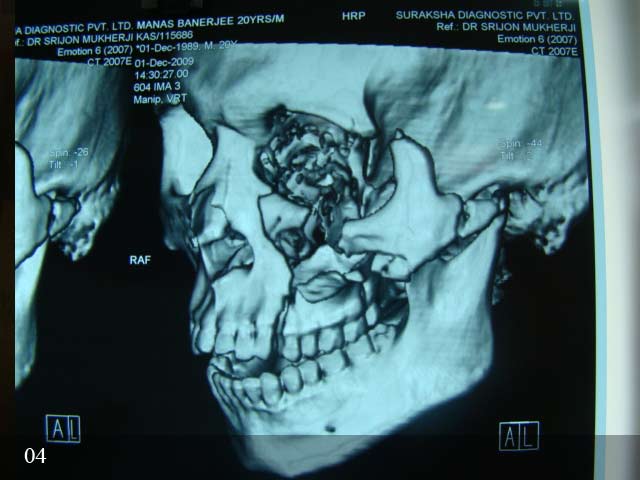 A DIAGNOSTIC PVT. LTD.
if.: DR SRIJON MUKHERJI
Emotion 6 (2007)
CT 2007E
MANAS BANERJEE 20YRS/M
KAS/115686
*01-Dec-1989, M, 20Y
01-Dec-2009
14:30:27.00
604 IMA 3
Manip, VRT
HRP
SURAKSHA DIAGNOSTIC PVT. LTD.
Ref.: DR SRIJON MUKHERJI
Emotion 6 (2007)
CT 2007E
Spin: -26
Tilt: -1
Spin: -44
Tilt:
RAF
AL
AL
04